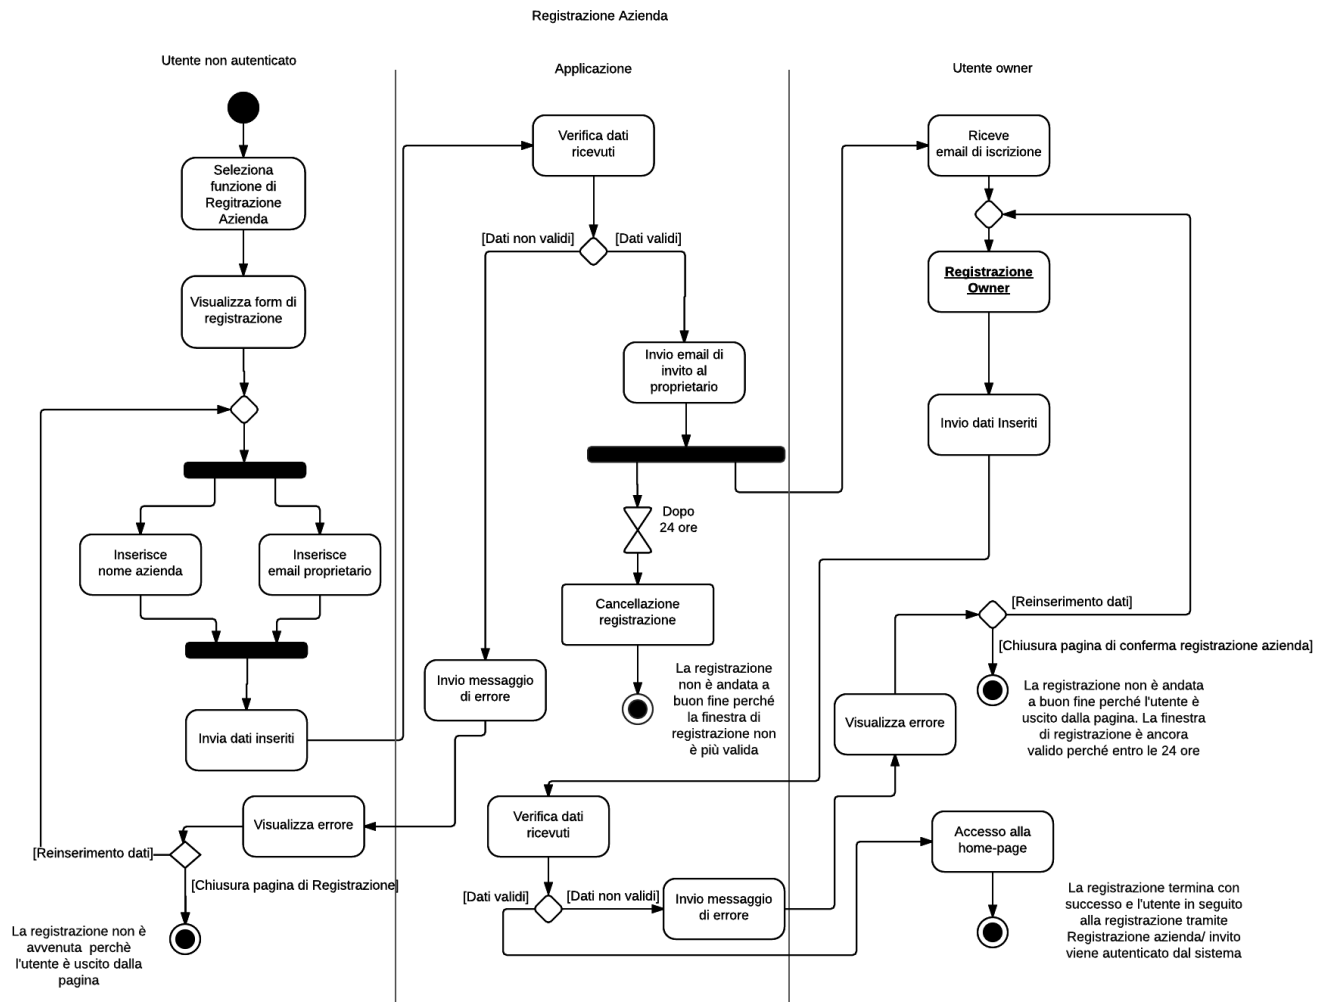 Registrazione Azienda
Utente non autenticato
Applicazione
Utente owner
Seleziona
funzione di
Regitrazione
Azienda
Visualizza form di
registrazione
Inserisce
nome azienda
Inserisce
email proprietario
Invia dati inseriti
Visualizza errore
[Reinserimento dati]
[Chiusura pagina di Registrazione]
La registrazione non è
avvenuta perchè
l'utente è uscito dalla
pagina
Verifica dati
ricevuti
[Dati non validi]
[Dati validi]
Invio email di
invito al
proprietario
Dopo
24 ore
Cancellazione
registrazione
La registrazione
non è andata a
buon fine perché
la finestra di
registrazione non
è più valida
Invio messaggio
di errore
Verifica dati
ricevuti
[Dati validi]
[Dati non validi]
Invio messaggio
di errore
Riceve
email di iscrizione
Registrazione
Owner
Invio dati Inseriti
[Reinserimento dati]
[Chiusura pagina di conferma registrazione azienda]
La registrazione non è andata
a buon fine perché l'utente è
uscito dalla pagina. La finestra
di registrazione è ancora
valido perché entro le 24 ore
Visualizza errore
Accesso alla
home-page
La registrazione termina con
successo e l'utente in seguito
alla registrazione tramite
Registrazione azienda/ invito
viene autenticato dal sistema